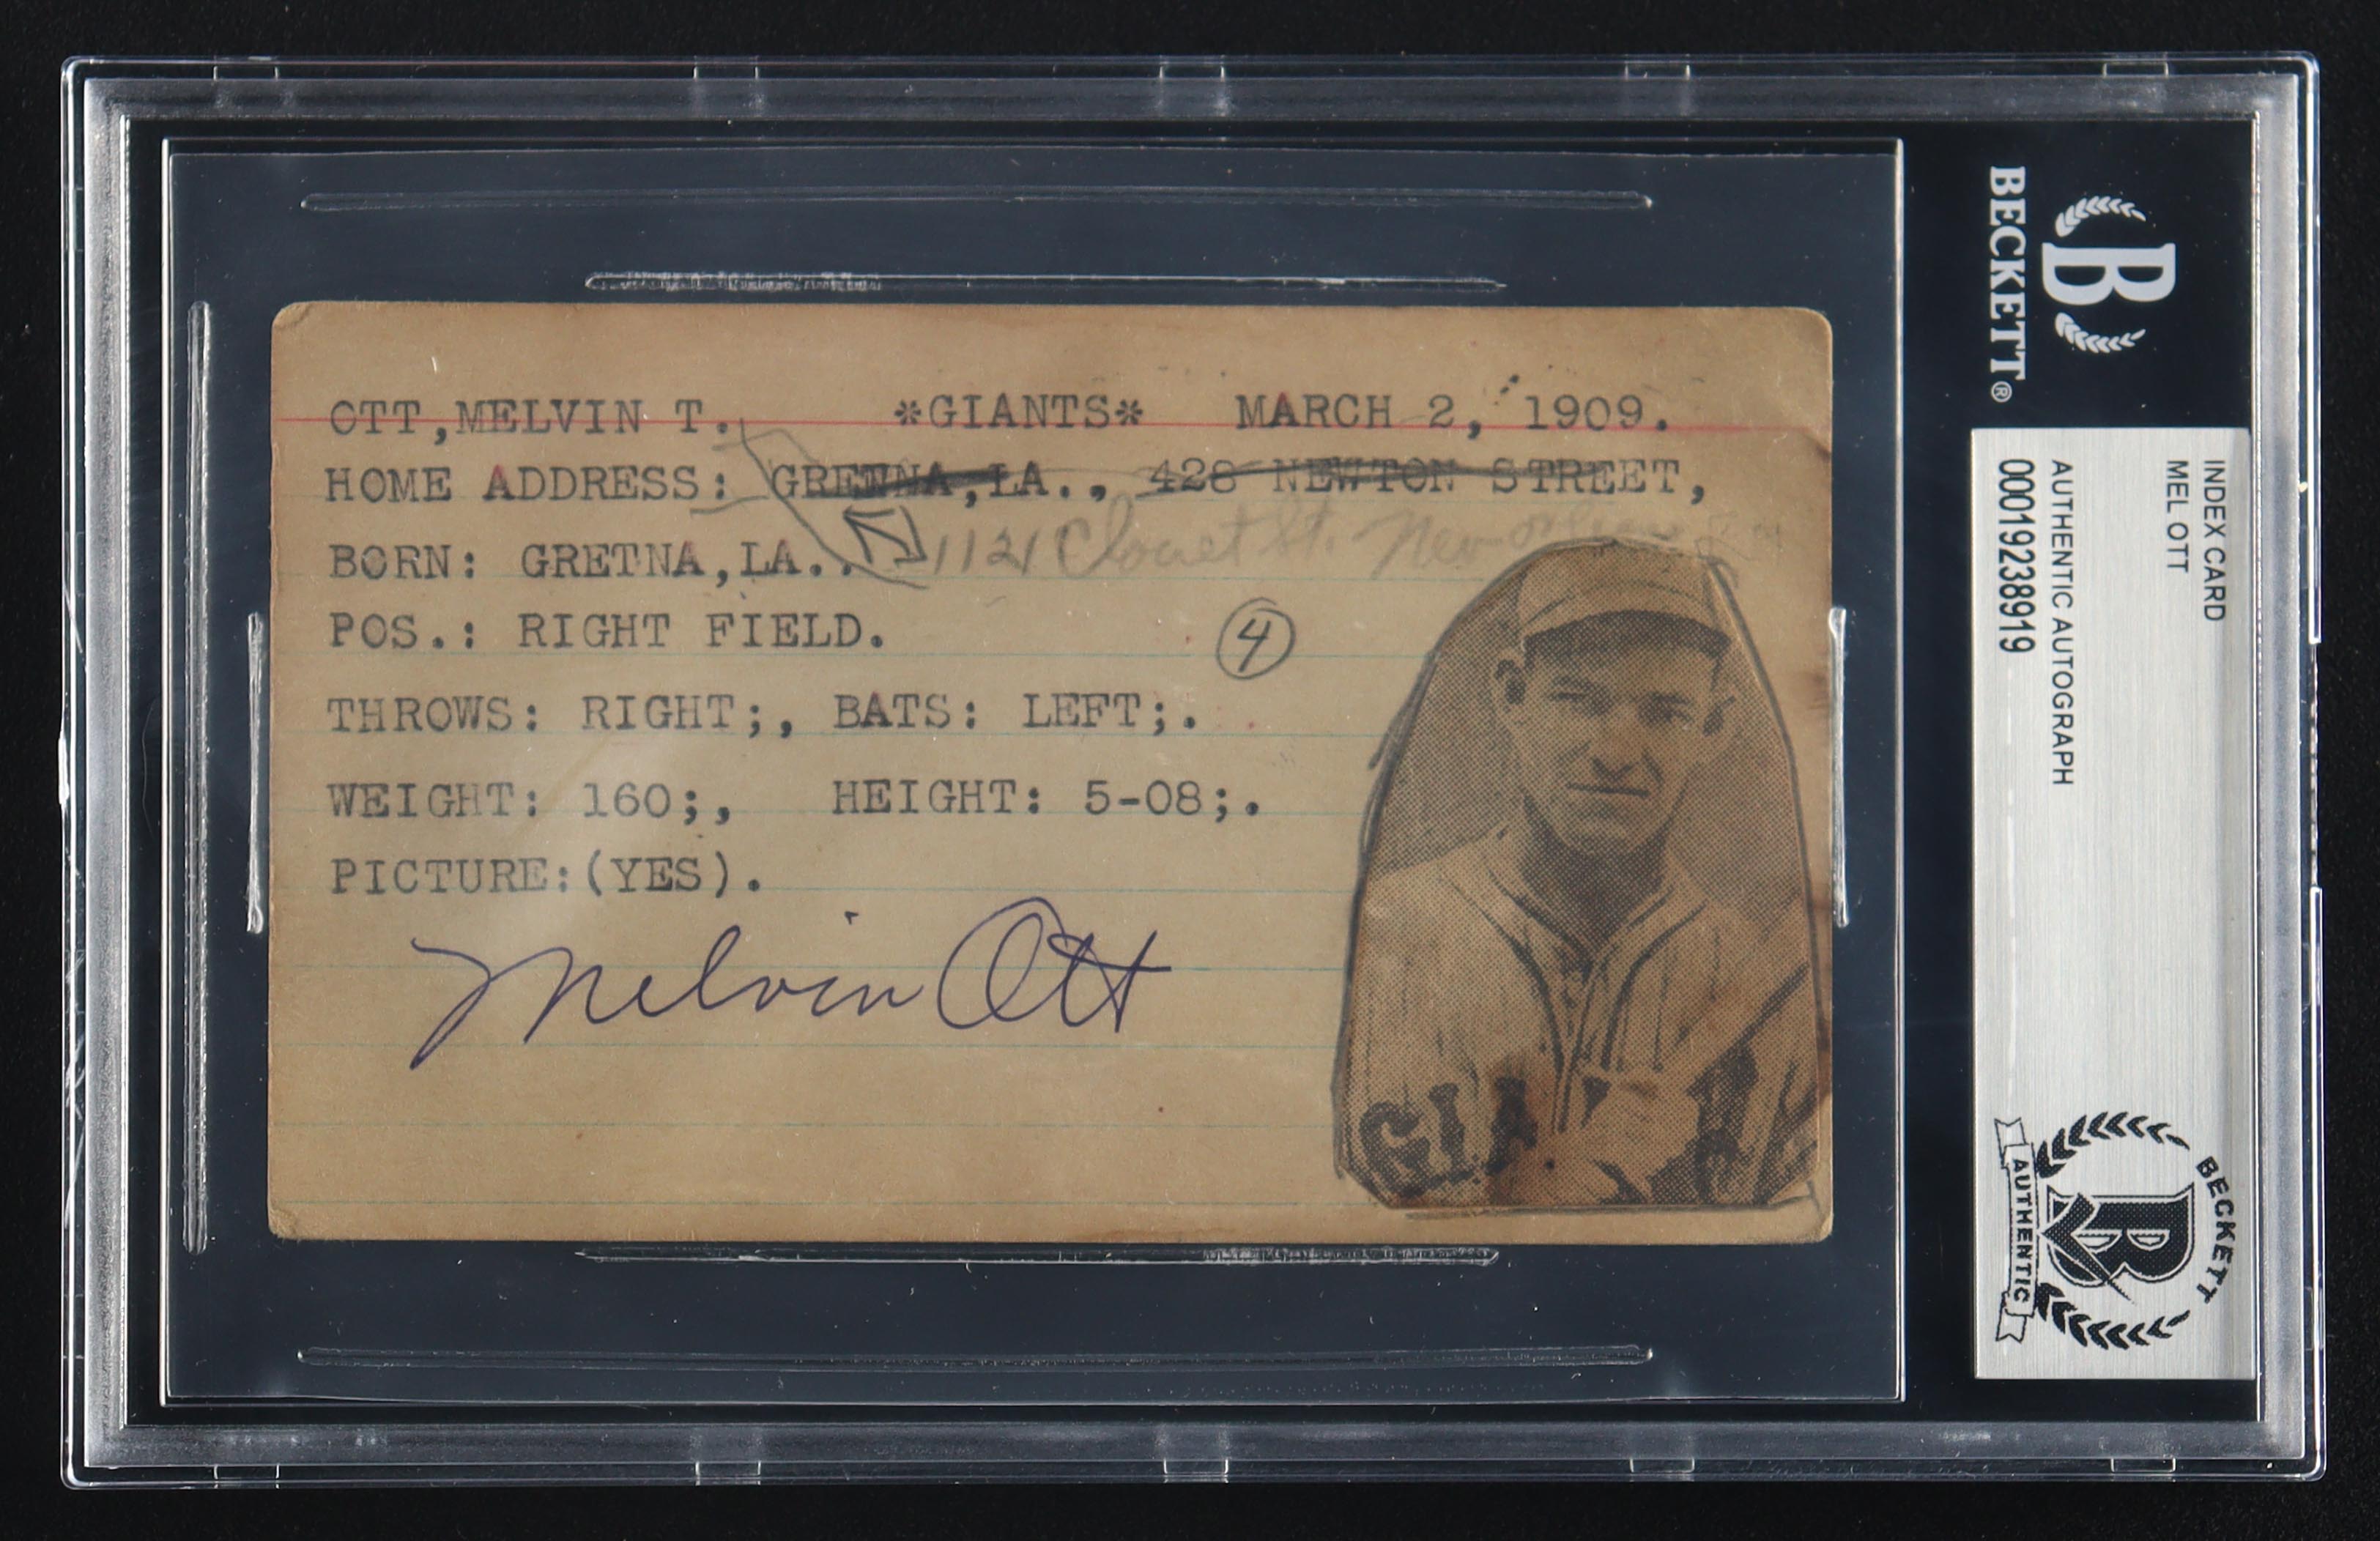 OTT,MELVIN T. *GIANTS* MARCH 2, 1909.
HOME ADDRESS: GRETNA,LA., 428 NEWTON STREET,
1121 Clouet St. New Orleans
BORN: GRETNA,LA..
POS.: RIGHT FIELD.
4
THROWS: RIGHT;, BATS: LEFT;.
WEIGHT: 160;, HEIGHT: 5-08;.
PICTURE:(YES).
Melvin Ott
GIA
BECKETT®
B
INDEX CARD
MEL OTT
AUTHENTIC AUTOGRAPH
00019238919
BECKETT
B
AUTHENTIC